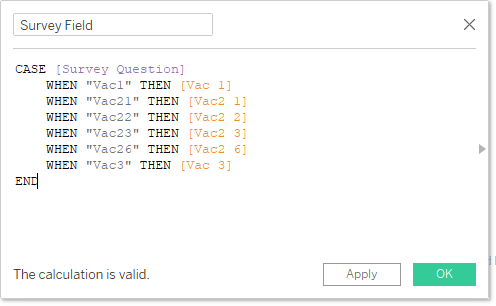 Survey Field
CASE [Survey Question]
WHEN "Vac1" THEN [Vac 1]
WHEN "Vac21" THEN [Vac2 1]
WHEN "Vac22" THEN [Vac2 2]
WHEN "Vac23" THEN [Vac2 3]
WHEN "Vac26" THEN [Vac2 6]
WHEN "Vac3" THEN [Vac 3]
END
The calculation is valid.
Apply
OK